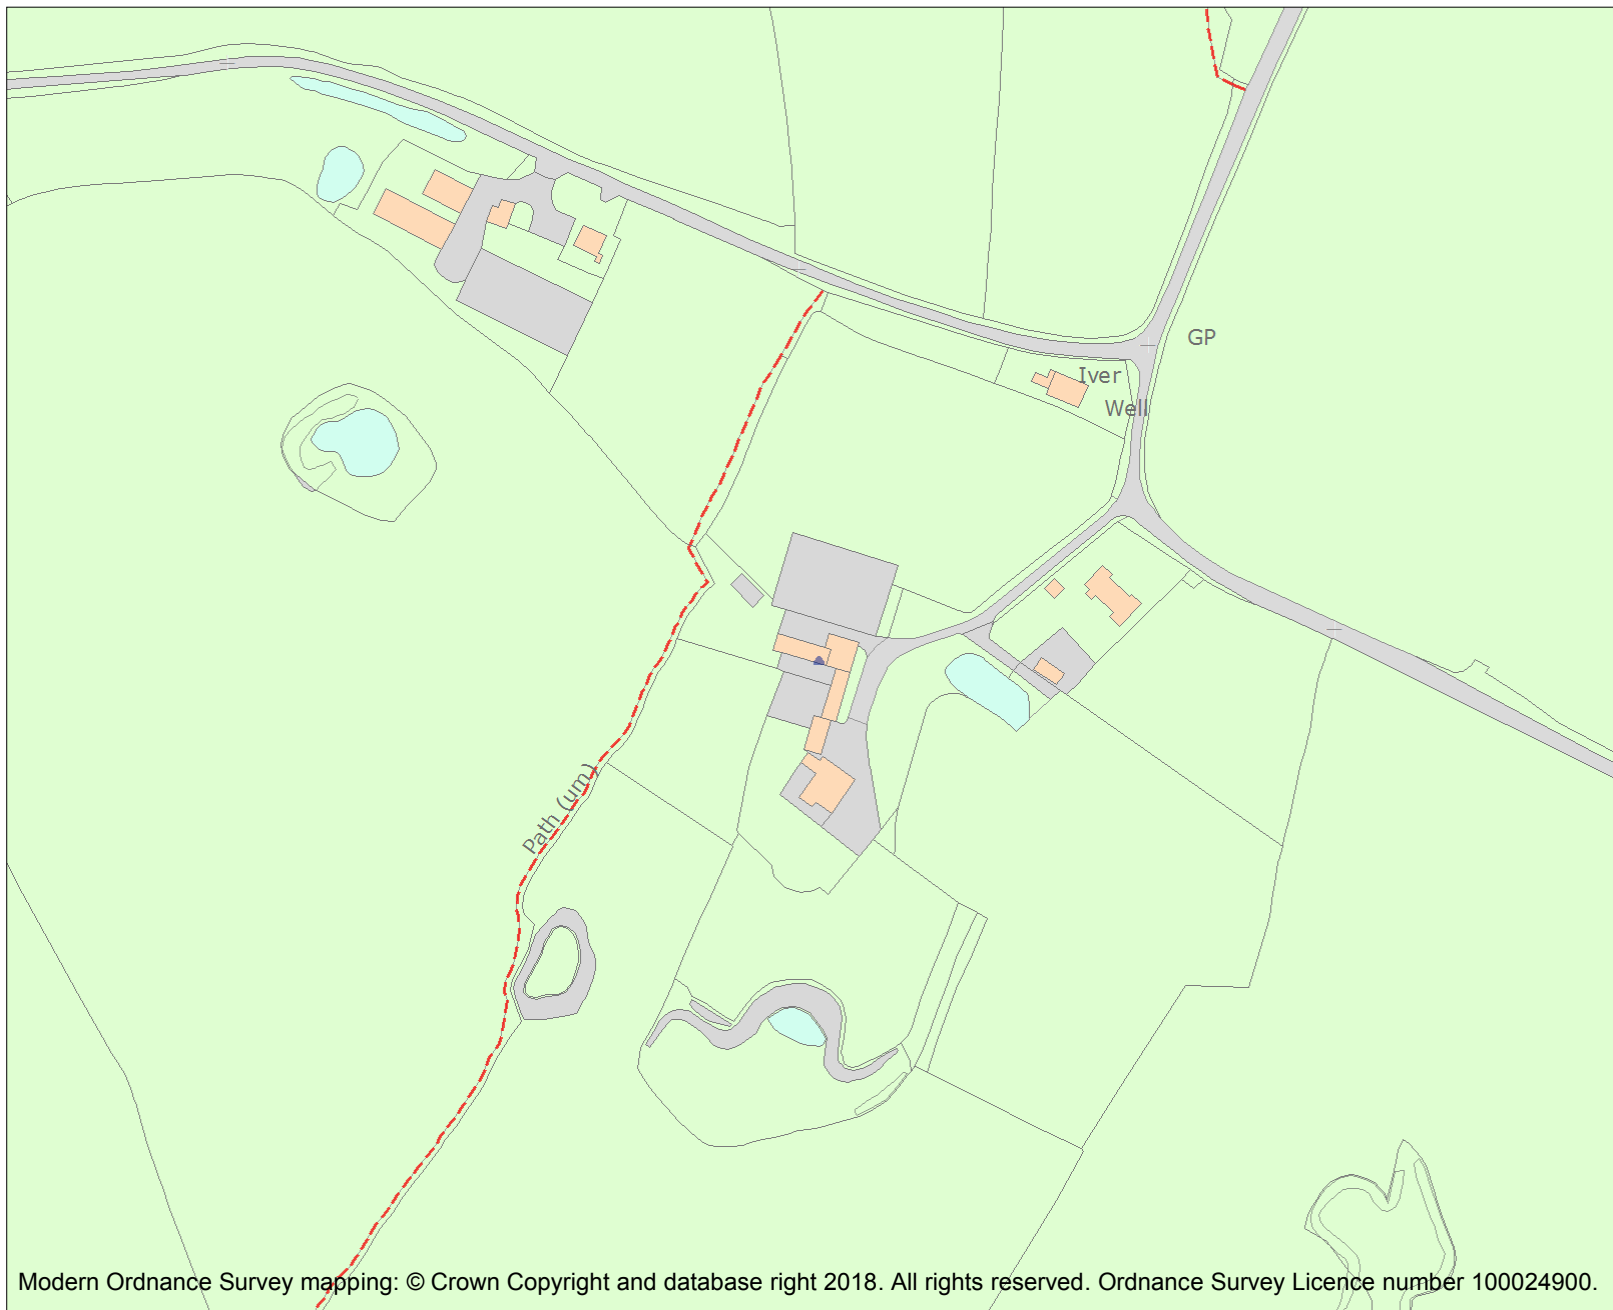 GP
Iver
Well
Path (um)
Modern Ordnance Survey mapping: © Crown Copyright and database right 2018. All rights reserved. Ordnance Survey Licence number 100024900.